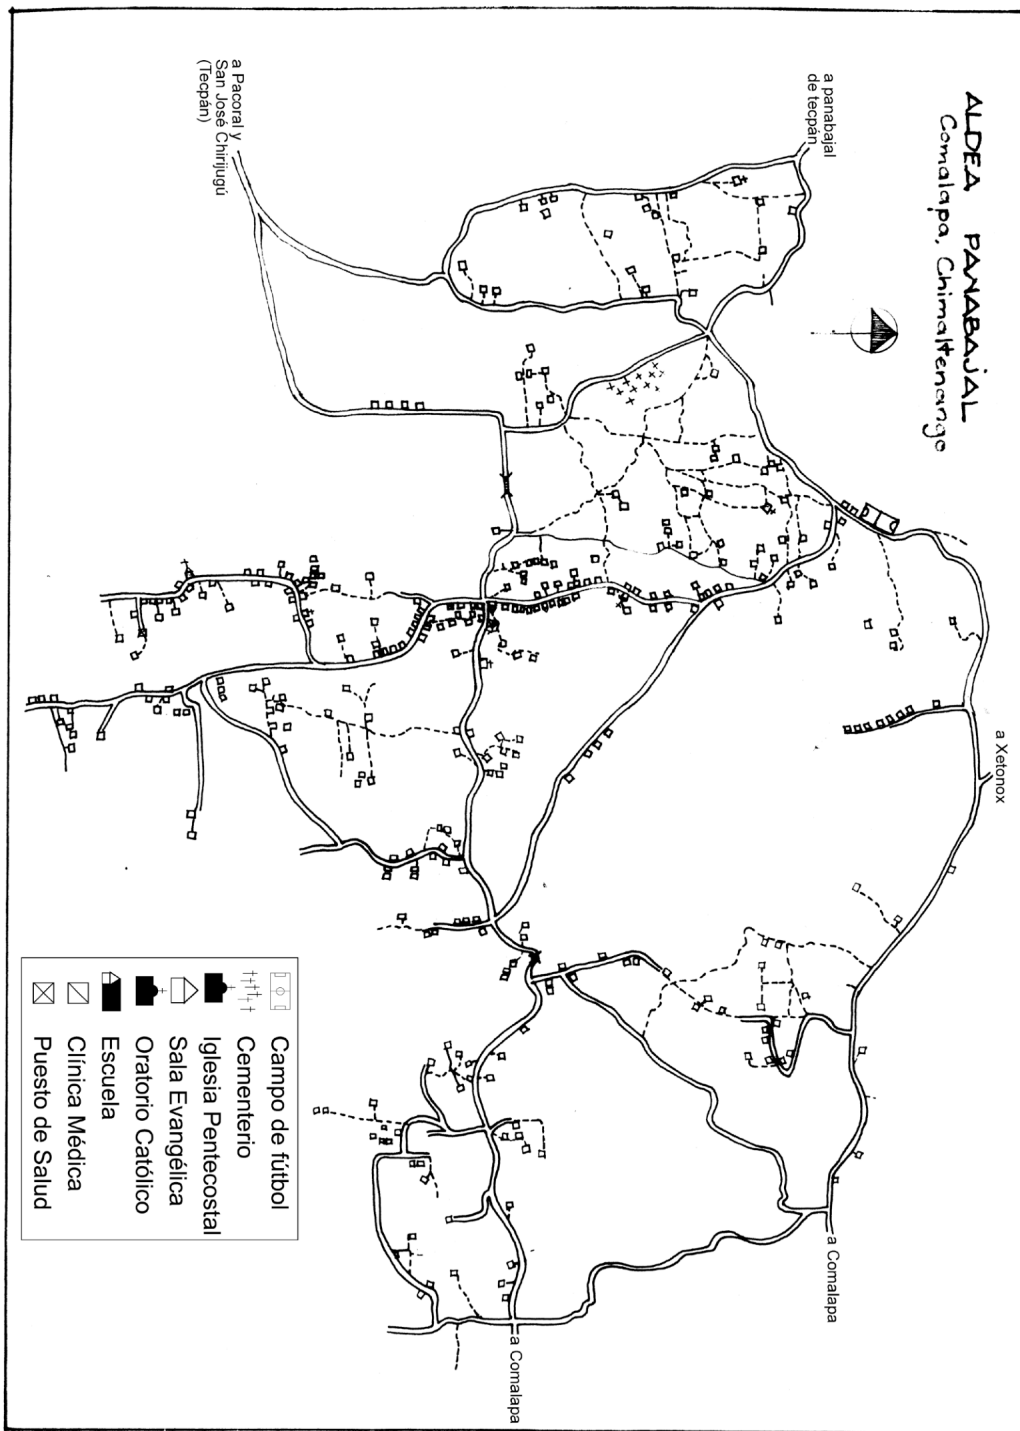 ALDEA PANABAJAL
Comalapa, Chimaltenango
a panabajal
de tecpán
a Pacoral y
San José Chirijugú
(Tecpán)
a Xetonox
a Comalapa
a Comalapa
Campo de fútbol
Cementerio
Iglesia Pentecostal
Sala Evangélica
Oratorio Católico
Escuela
Clínica Médica
Puesto de Salud